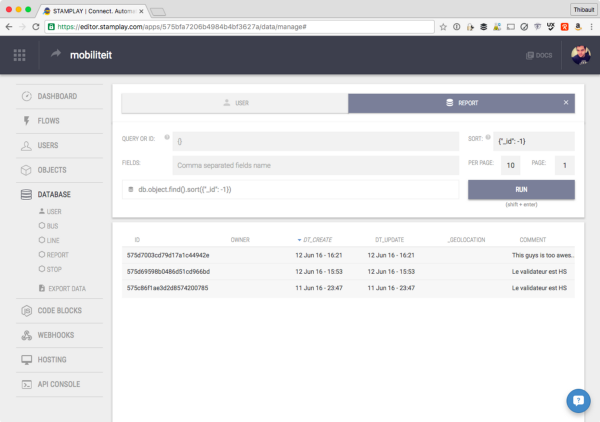 STAMPLAY | Connect. Automa
Thibault
https://editor.stamplay.com/apps/575bfa7206b4984b4bf3627a/data/manage#
mobiliteit
DOCS
DASHBOARD
FLOWS
USERS
OBJECTS
DATABASE
USER
BUS
LINE
REPORT
STOP
EXPORT DATA
CODE BLOCKS
WEBHOOKS
HOSTING
API CONSOLE
USER
REPORT
QUERY OR ID:
{}
SORT:
{"_id": -1}
FIELDS:
Comma separated fields name
PER PAGE:
10
PAGE:
1
db.object.find().sort({"_id": -1})
RUN
(shift + enter)
ID OWNER DT_CREATE DT_UPDATE _GEOLOCATION COMMENT
575d7003cd79d17a1c44942e 12 Jun 16 - 16:21 12 Jun 16 - 16:21 This guys is too awes...
575d69598b0486d51cd966bd 12 Jun 16 - 15:53 12 Jun 16 - 15:53 Le validateur est HS
575c86f1ae3d2d8574200785 11 Jun 16 - 23:47 11 Jun 16 - 23:47 Le validateur est HS